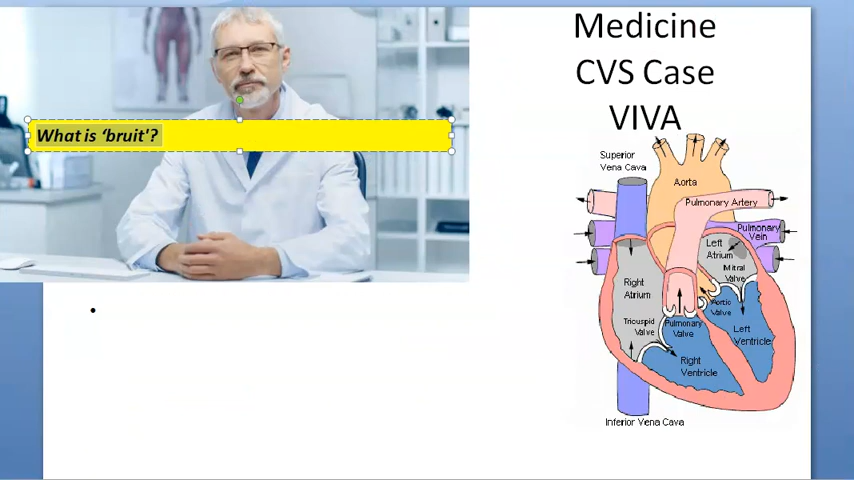 Medicine
CVS Case
VIVA
What is ‘bruit'?
Superior
Vena Cava
Aorta
Pulmonary Artery
Pulmonary
Vein
Left
Atrium
Mitral
Valve
Right
Atrium
Aortic
Valve
Tricuspid
Valve
Pulmonary
Valve
Left
Ventricle
Right
Ventricle
Inferior Vena Cava